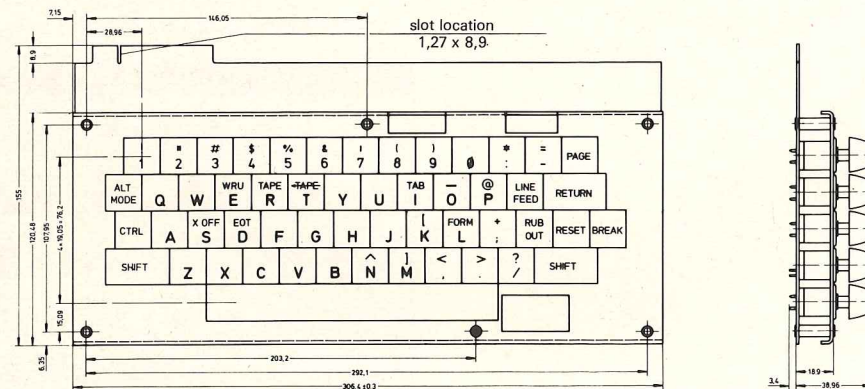 7,15
146,05
slot location
1,27 x 8,9
28,96
8,9
" # $ % & ' ( ) * =
! 2 3 4 5 6 7 8 9 Ø : - PAGE
ALT MODE Q W WRU E TAPE R TAPE T Y U TAB I — O @ P LINE FEED RETURN
CTRL A X OFF S EOT D F G H J [ K FORM L + ; RUB OUT RESET BREAK
SHIFT Z X C V B ^ N ] M < , > . ? / SHIFT
155
120,48
107,95
4×19,05=76,2
15,09
6,35
203,2
292,1
306,4 ±0,3
3,4
18,9
38,96